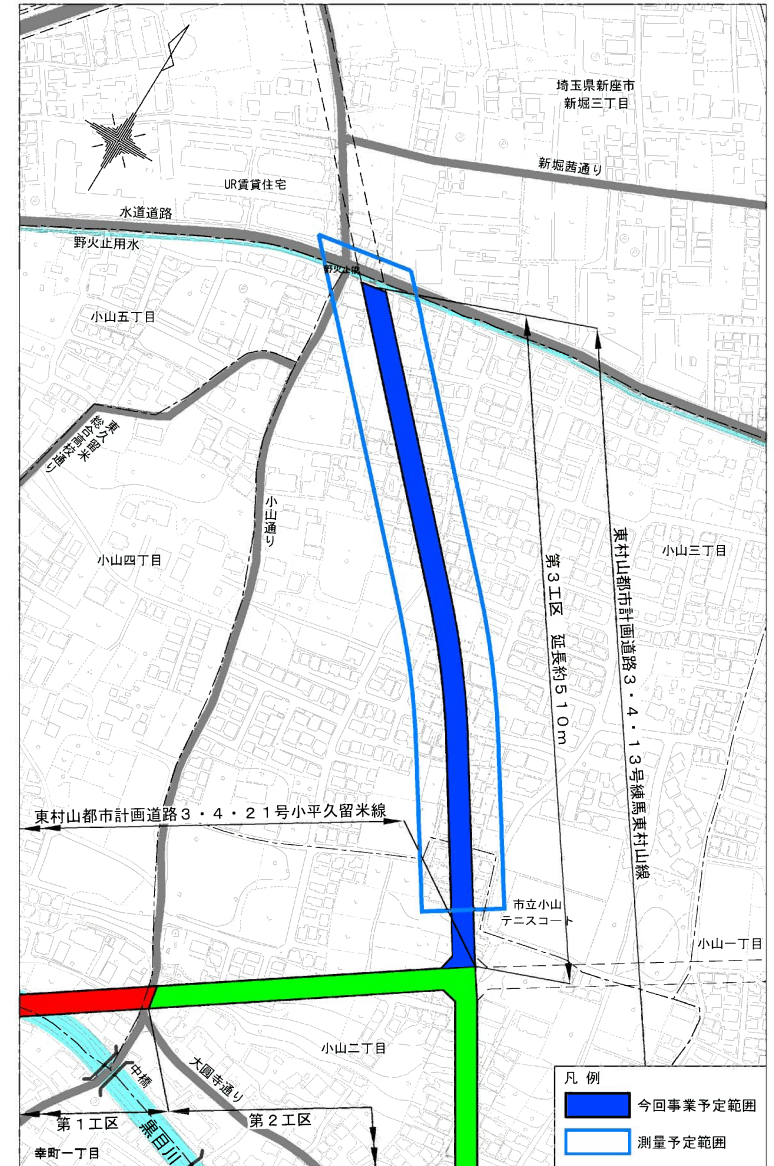 埼玉県新座市
新堀三丁目
新堀茜通り
UR賃貸住宅
水道道路
野火止用水
野火止橋
小山五丁目
東久留米
総合高校通り
小山通り
小山四丁目
小山三丁目
第3工区 延長約510m
東村山都市計画道路3・4・13号練馬東村山線
東村山都市計画道路3・4・21号小平久留米線
市立小山
テニスコート
小山一丁目
小山二丁目
中橋
大圓寺通り
第1工区
第2工区
黒目川
幸町一丁目
凡 例
今回事業予定範囲
測量予定範囲